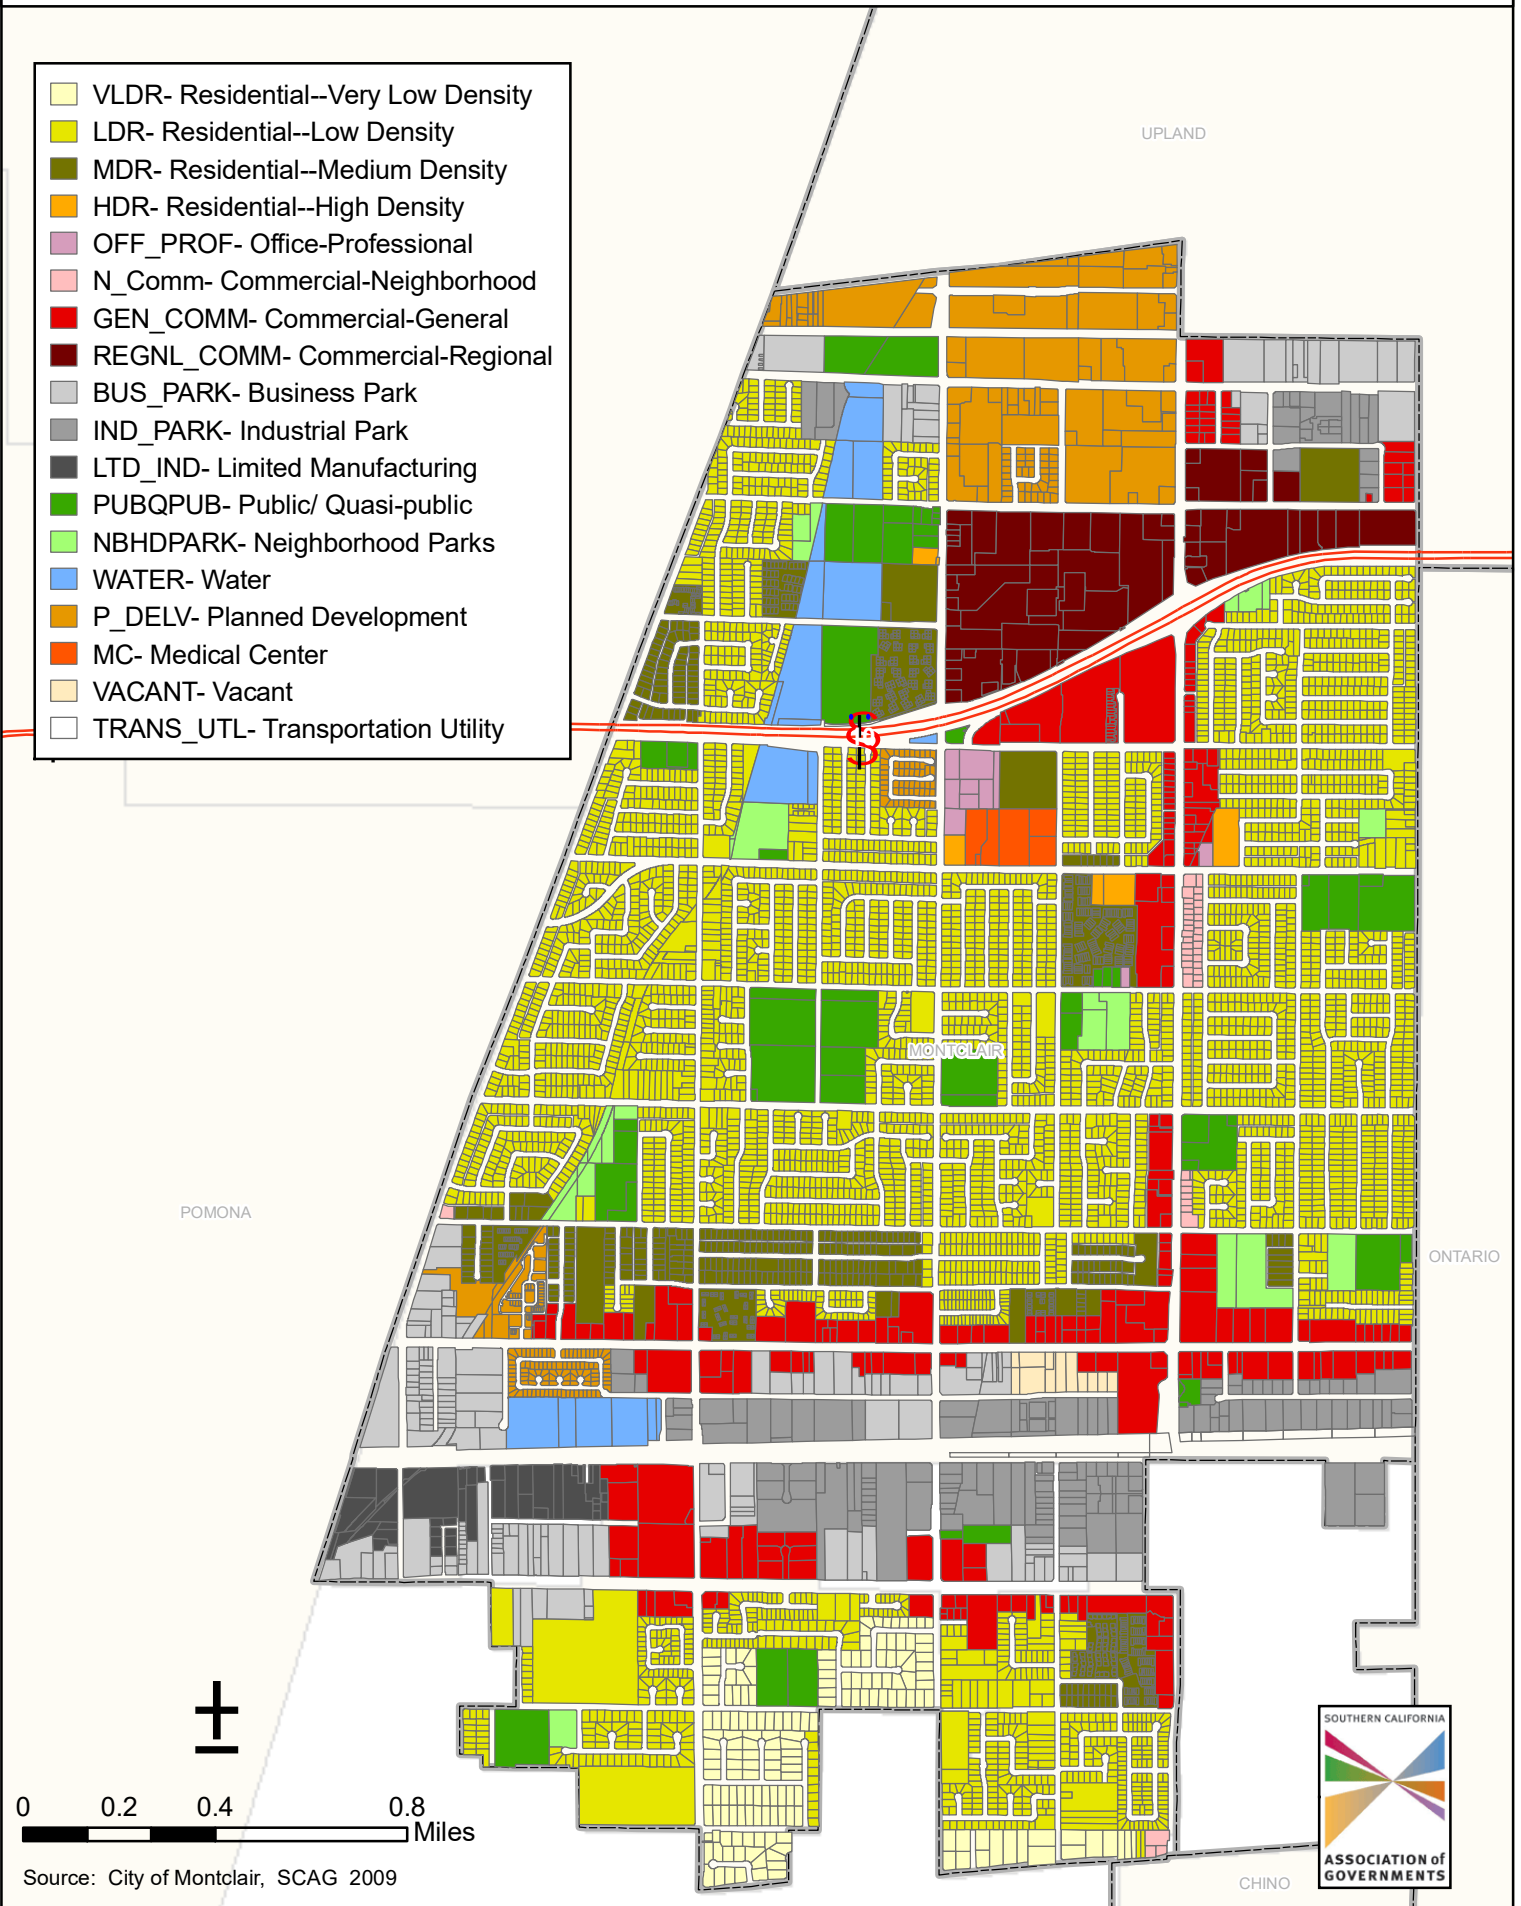 UPLAND
VLDR- Residential--Very Low Density
LDR- Residential--Low Density
MDR- Residential--Medium Density
HDR- Residential--High Density
OFF_PROF- Office-Professional
N_Comm- Commercial-Neighborhood
GEN_COMM- Commercial-General
REGNL_COMM- Commercial-Regional
BUS_PARK- Business Park
IND_PARK- Industrial Park
LTD_IND- Limited Manufacturing
PUBQPUB- Public/ Quasi-public
NBHDPARK- Neighborhood Parks
WATER- Water
P_DELV- Planned Development
MC- Medical Center
VACANT- Vacant
TRANS_UTL- Transportation Utility
MONTCLAIR
POMONA
ONTARIO
0 0.2 0.4 0.8
Miles
Source: City of Montclair, SCAG 2009
SOUTHERN CALIFORNIA
ASSOCIATION of
GOVERNMENTS
CHINO